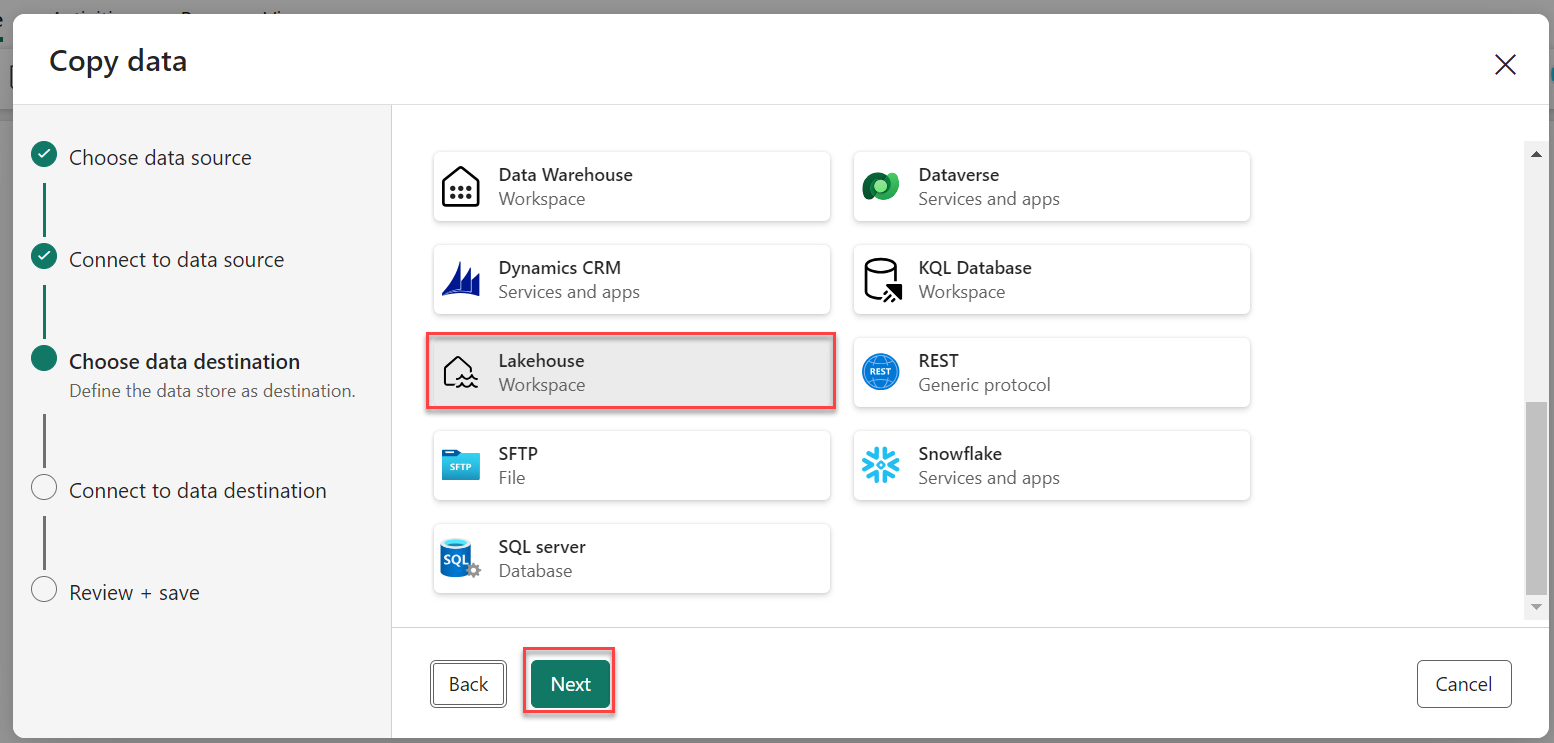 Copy data
Choose data source
Connect to data source
Choose data destination
Define the data store as destination.
Connect to data destination
Review + save
Data Warehouse
Workspace
Dataverse
Services and apps
Dynamics CRM
Services and apps
KQL Database
Workspace
Lakehouse
Workspace
REST
REST
Generic protocol
SFTP
SFTP
File
Snowflake
Services and apps
SQL
SQL server
Database
Back
Next
Cancel